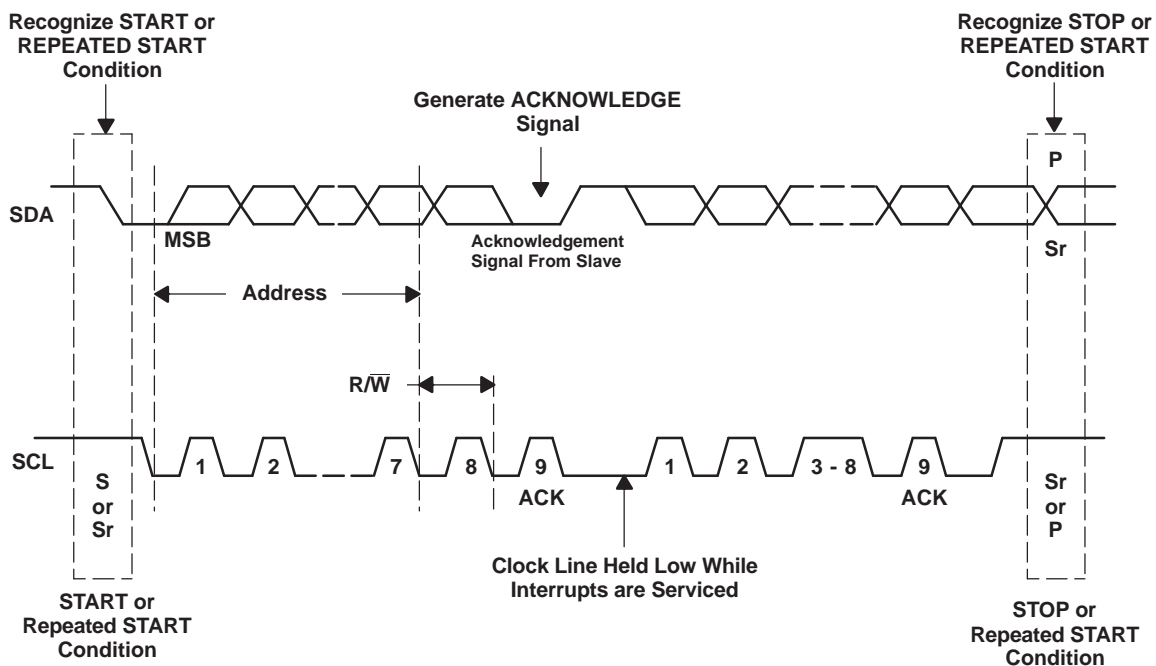 Recognize START or
REPEATED START
Condition
Recognize STOP or
REPEATED START
Condition
Generate ACKNOWLEDGE
Signal
P
SDA
MSB
Acknowledgement
Signal From Slave
Sr
Address
R/W̅
SCL
1
2
7
8
9
1
2
3 - 8
9
ACK
ACK
S
or
Sr
Sr
or
P
Clock Line Held Low While
Interrupts are Serviced
START or
Repeated START
Condition
STOP or
Repeated START
Condition